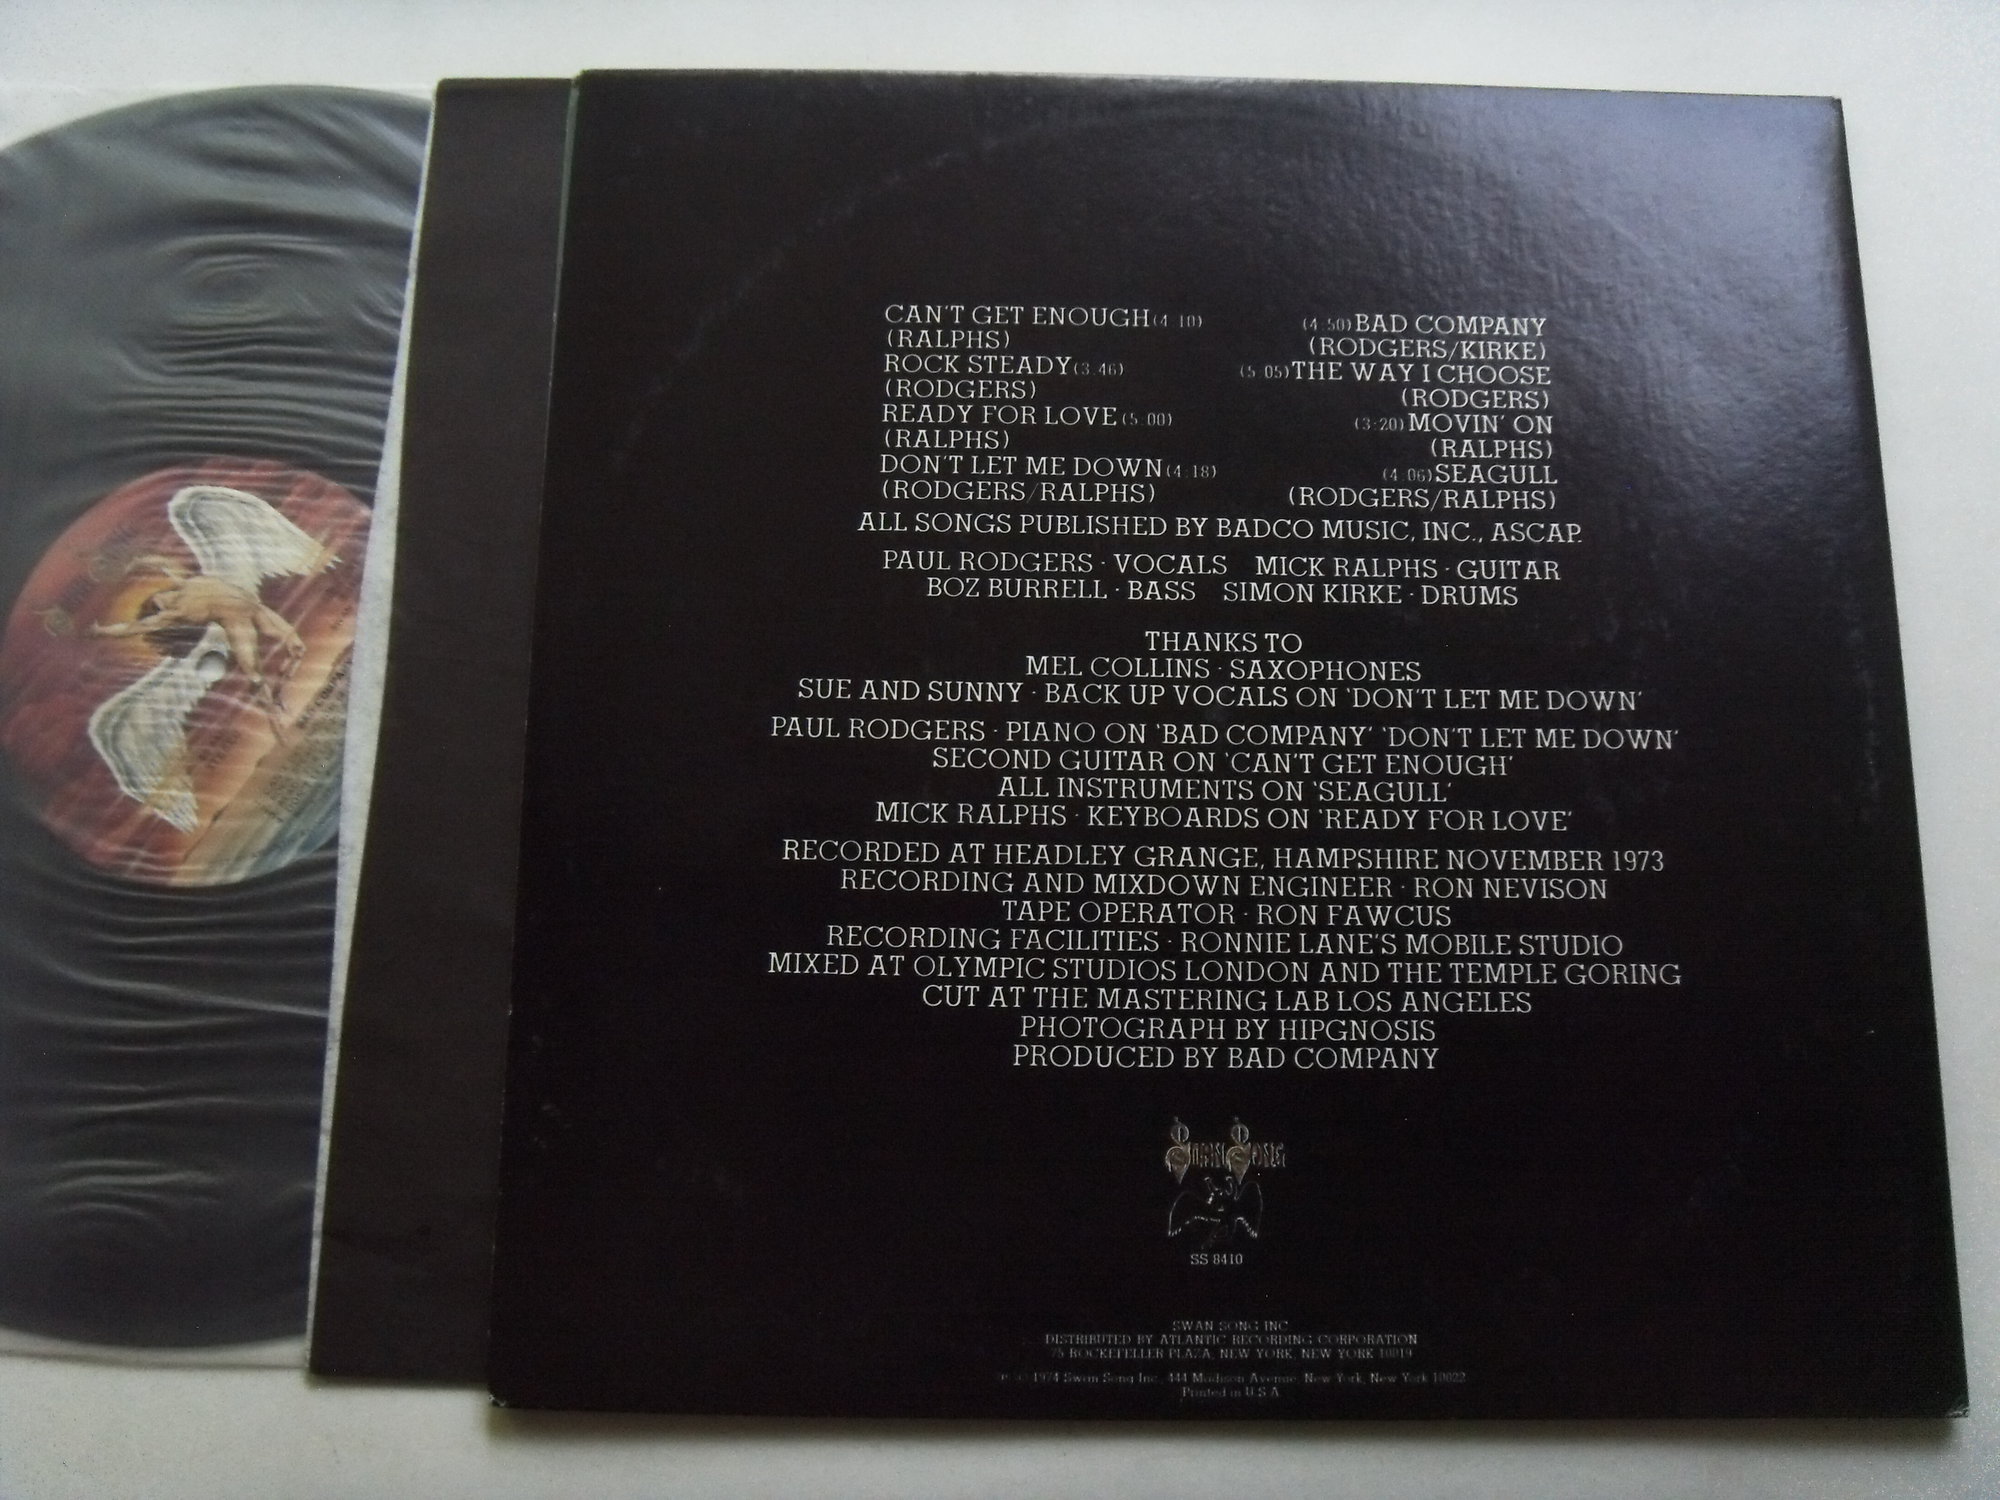 CAN'T GET ENOUGH (4:10)
(RALPHS)
ROCK STEADY (3:46)
(RODGERS)
READY FOR LOVE (5:00)
(RALPHS)
DON'T LET ME DOWN (4:18)
(RODGERS/RALPHS)
(4:50) BAD COMPANY
(RODGERS/KIRKE)
(5:05) THE WAY I CHOOSE
(RODGERS)
(3:20) MOVIN' ON
(RALPHS)
(4:06) SEAGULL
(RODGERS/RALPHS)
ALL SONGS PUBLISHED BY BADCO MUSIC, INC., ASCAP.
PAUL RODGERS · VOCALS MICK RALPHS · GUITAR
BOZ BURRELL · BASS SIMON KIRKE · DRUMS
THANKS TO
MEL COLLINS · SAXOPHONES
SUE AND SUNNY · BACK UP VOCALS ON 'DON'T LET ME DOWN'
PAUL RODGERS · PIANO ON 'BAD COMPANY' 'DON'T LET ME DOWN'
SECOND GUITAR ON 'CAN'T GET ENOUGH'
ALL INSTRUMENTS ON 'SEAGULL'
MICK RALPHS · KEYBOARDS ON 'READY FOR LOVE'
RECORDED AT HEADLEY GRANGE, HAMPSHIRE NOVEMBER 1973
RECORDING AND MIXDOWN ENGINEER · RON NEVISON
TAPE OPERATOR · RON FAWCUS
RECORDING FACILITIES · RONNIE LANE'S MOBILE STUDIO
MIXED AT OLYMPIC STUDIOS LONDON AND THE TEMPLE GORING
CUT AT THE MASTERING LAB LOS ANGELES
PHOTOGRAPH BY HIPGNOSIS
PRODUCED BY BAD COMPANY
Swan Song
SS 8410
SWAN SONG INC
DISTRIBUTED BY ATLANTIC RECORDING CORPORATION
75 ROCKEFELLER PLAZA, NEW YORK, NEW YORK 10019
℗ © 1974 Swan Song Inc., 444 Madison Avenue, New York, New York 10022
Printed in U.S.A.